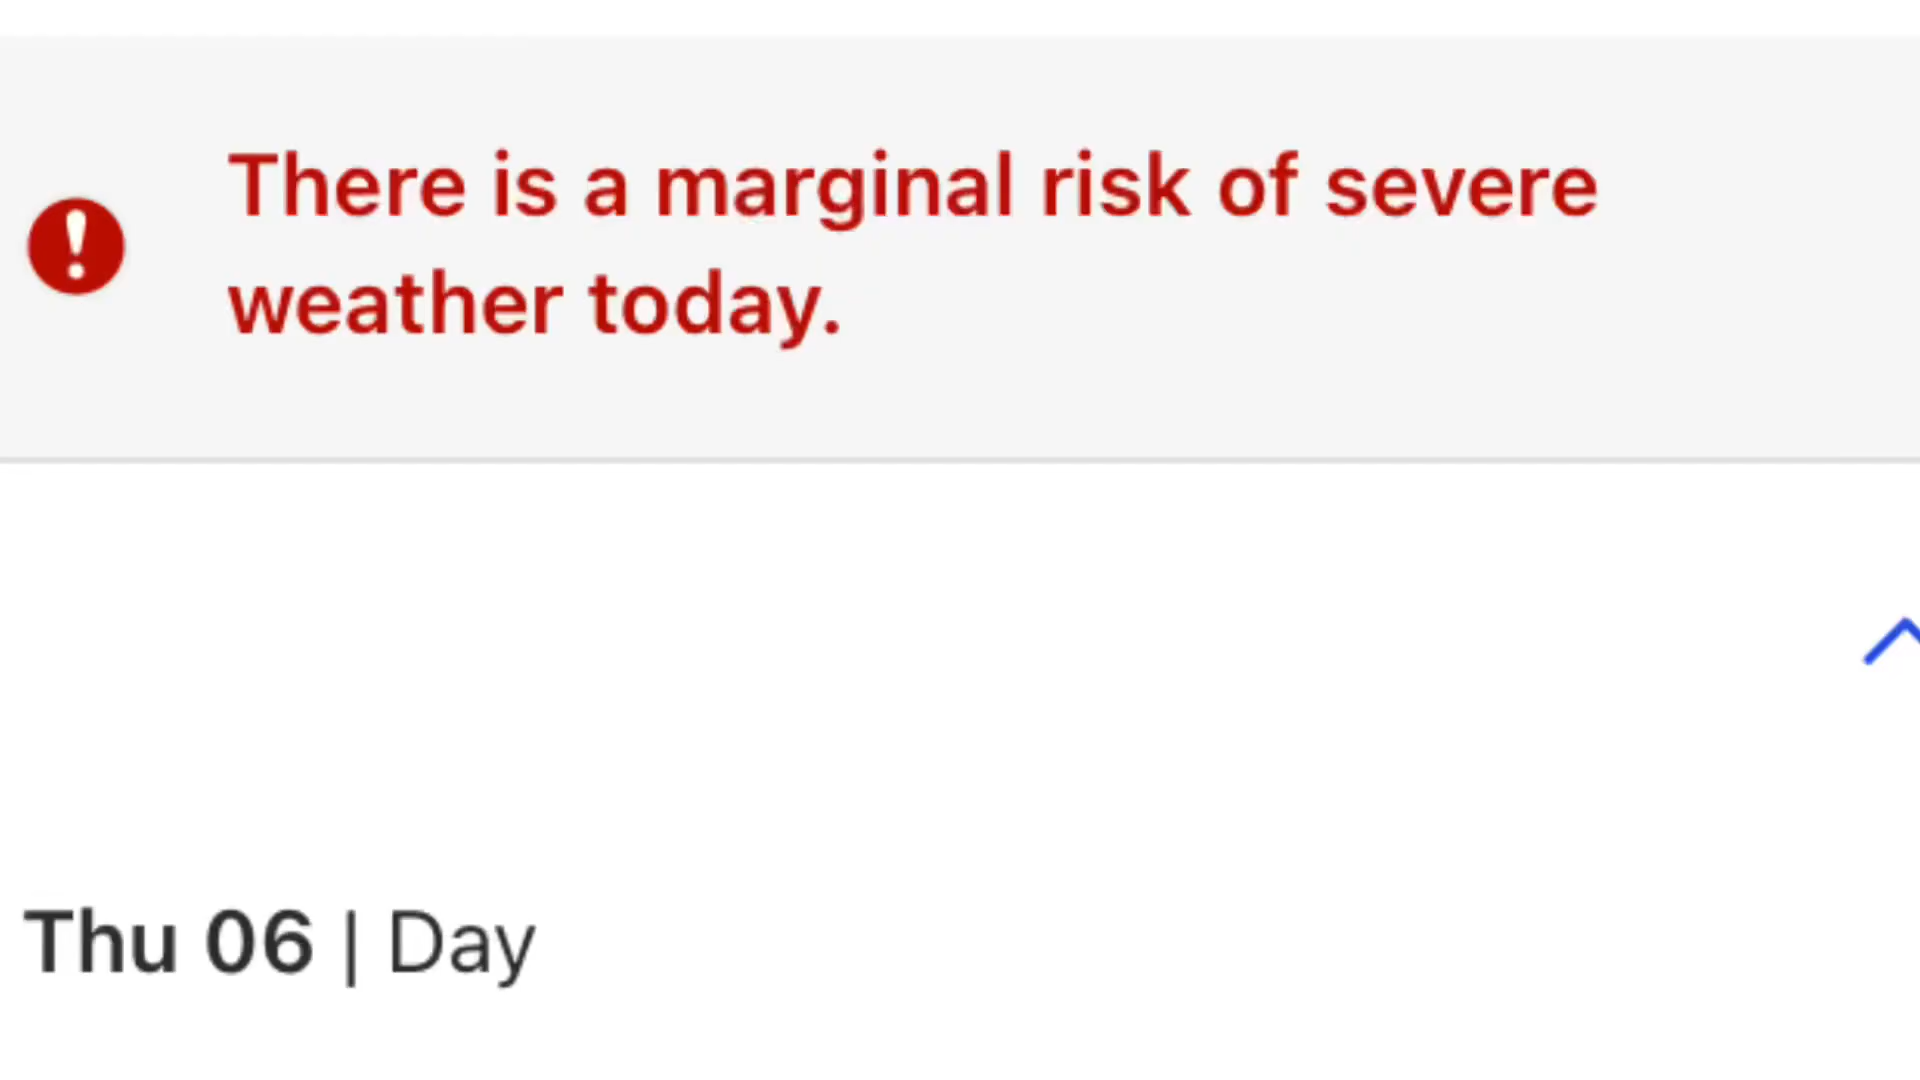 There is a marginal risk of severe
weather today.
Thu 06 | Day